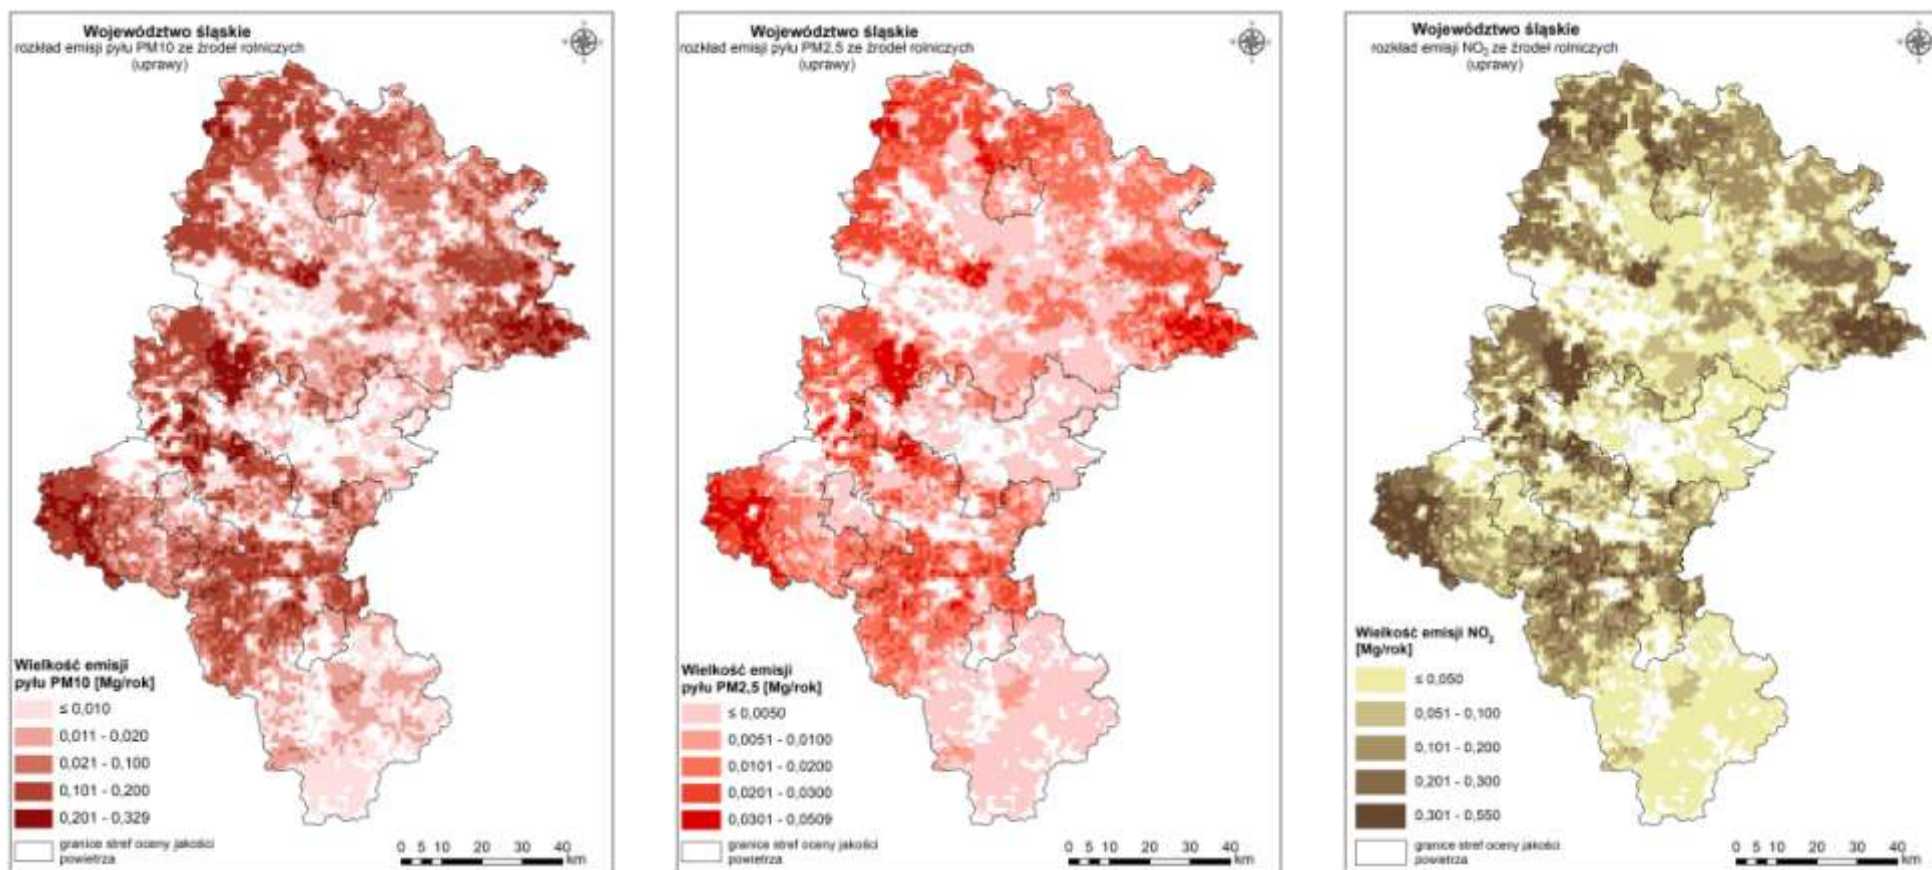 Województwo śląskie
rozkład emisji pyłu PM10 ze źrodeł rolniczych
(uprawy)
Wielkość emisji
pyłu PM10 [Mg/rok]
≤ 0,010
0,011 - 0,020
0,021 - 0,100
0,101 - 0,200
0,201 - 0,329
granice stref oceny jakości
powietrza
0 5 10 20 30 40
km
Województwo śląskie
rozkład emisji pyłu PM2,5 ze źrodeł rolniczych
(uprawy)
Wielkość emisji
pyłu PM2,5 [Mg/rok]
≤ 0,0050
0,0051 - 0,0100
0,0101 - 0,0200
0,0201 - 0,0300
0,0301 - 0,0509
granice stref oceny jakości
powietrza
0 5 10 20 30 40
km
Województwo śląskie
rozkład emisji NO₂ ze źrodeł rolniczych
(uprawy)
Wielkość emisji NO₂
[Mg/rok]
≤ 0,050
0,051 - 0,100
0,101 - 0,200
0,201 - 0,300
0,301 - 0,550
granice stref oceny jakości
powietrza
0 5 10 20 30 40
km